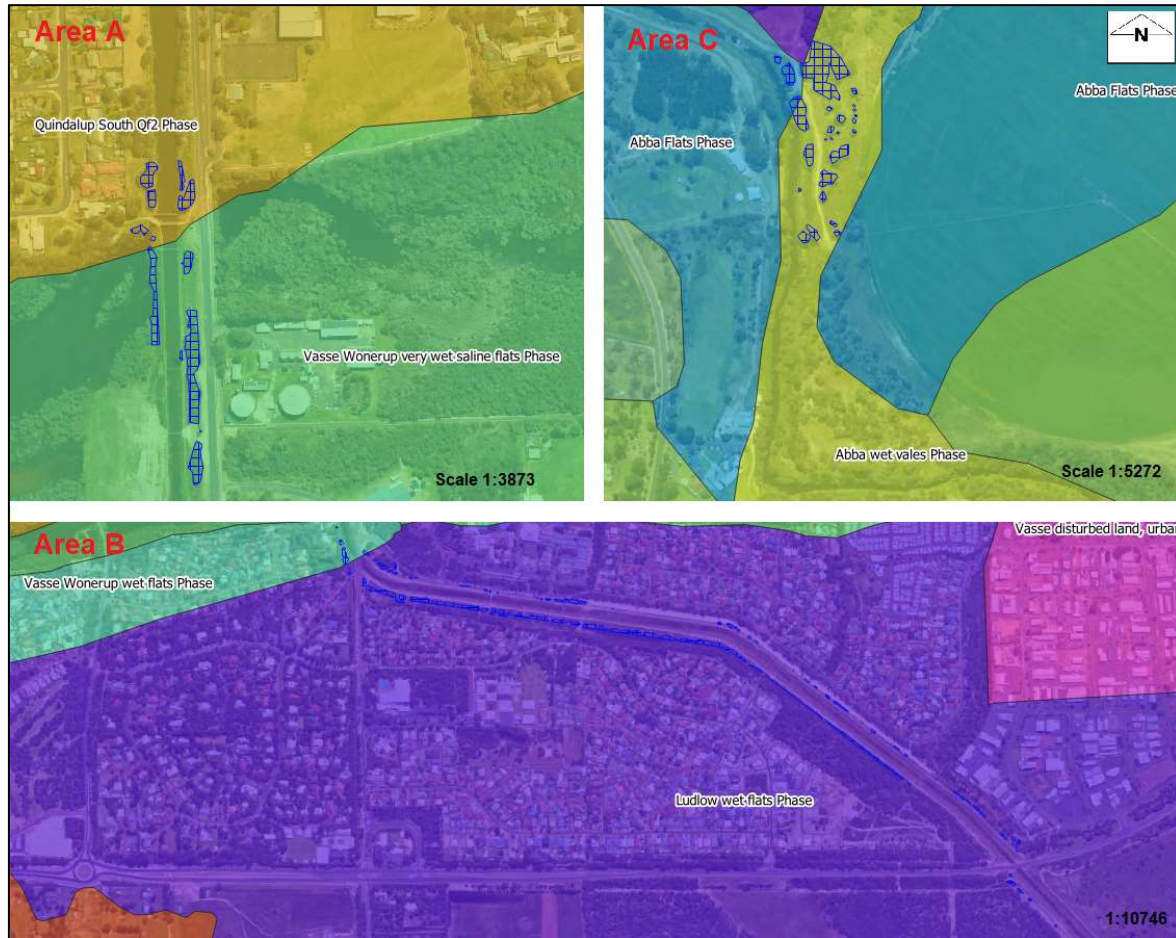 Area A
Quindalup South Qf2 Phase
Vasse Wonerup very wet saline flats Phase
Scale 1:3873
Area C
N
Abba Flats Phase
Abba Flats Phase
Abba wet vales Phase
Scale 1:5272
Area B
Vasse Wonerup wet flats Phase
Vasse disturbed land, urba
Ludlow wet flats Phase
1:10746